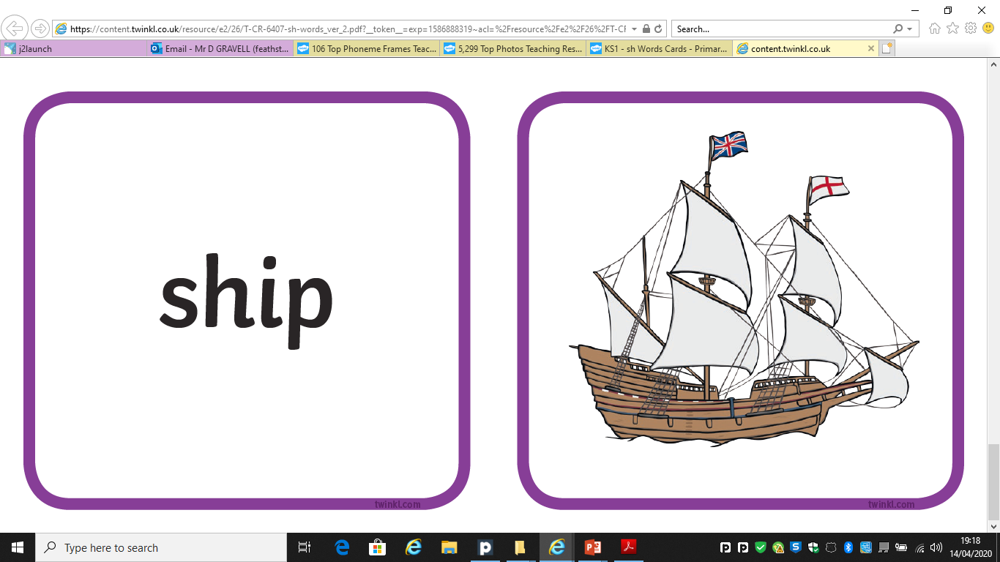 https://content.twinkl.co.uk/resource/e2/26/T-CR-6407-sh-words_ver_2.pdf?__token__=exp=1586888319~acl=%2Fresource%2Fe2%2F26%2FT-CR
Search...
j2launch
Email - Mr D GRAVELL (feathst...
106 Top Phoneme Frames Teac...
5,299 Top Photos Teaching Res...
KS1 - sh Words Cards - Primar...
content.twinkl.co.uk
ship
twinkl.com
twinkl.com
Type here to search
19:18
14/04/2020